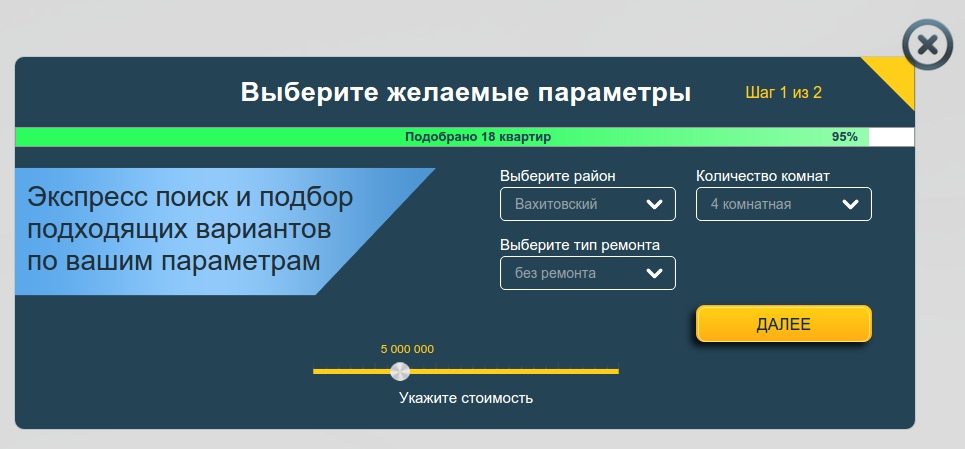 Выберите желаемые параметры
Шаг 1 из 2
Подобрано 18 квартир
95%
Экспресс поиск и подбор
подходящих вариантов
по вашим параметрам
Выберите район
Количество комнат
Вахитовский
4 комнатная
Выберите тип ремонта
без ремонта
ДАЛЕЕ
5 000 000
Укажите стоимость